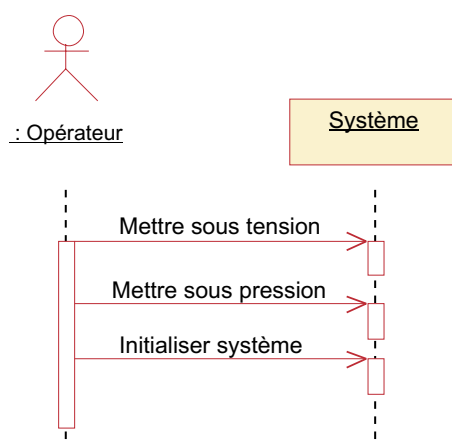 : Opérateur
Système
Mettre sous tension
Mettre sous pression
Initialiser système